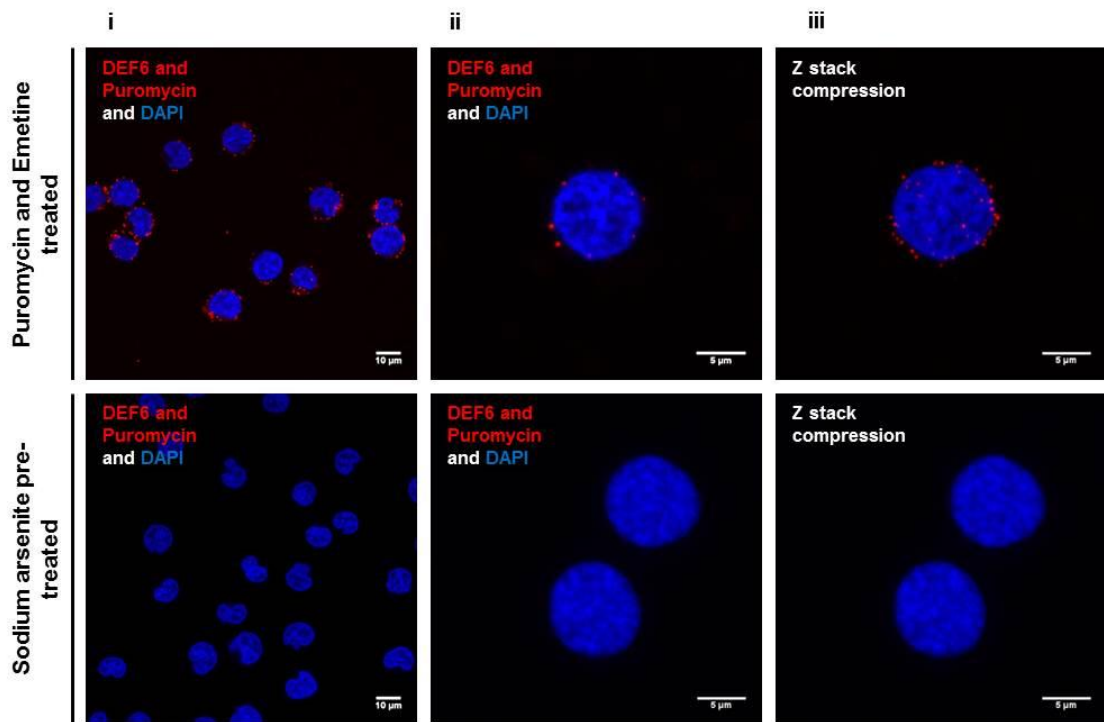 i
ii
iii
Puromycin and Emetine
treated
DEF6 and
Puromycin
and DAPI
10 µm
DEF6 and
Puromycin
and DAPI
5 µm
Z stack
compression
5 µm
Sodium arsenite pre-
treated
DEF6 and
Puromycin
and DAPI
10 µm
DEF6 and
Puromycin
and DAPI
5 µm
Z stack
compression
5 µm